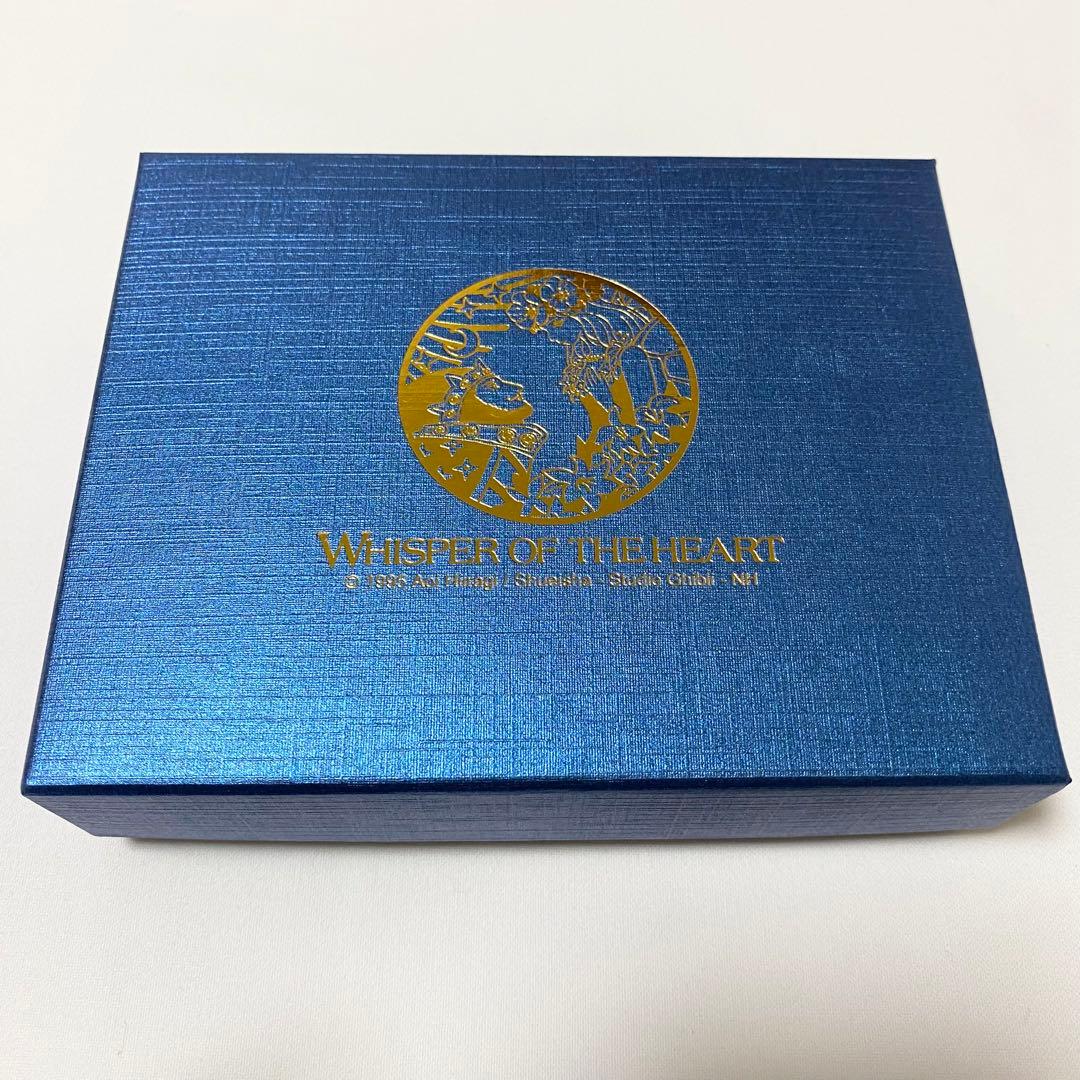 WHISPER OF THE HEART
© 1995 Aoi Hiiragi / Shueisha - Studio Ghibli - NH